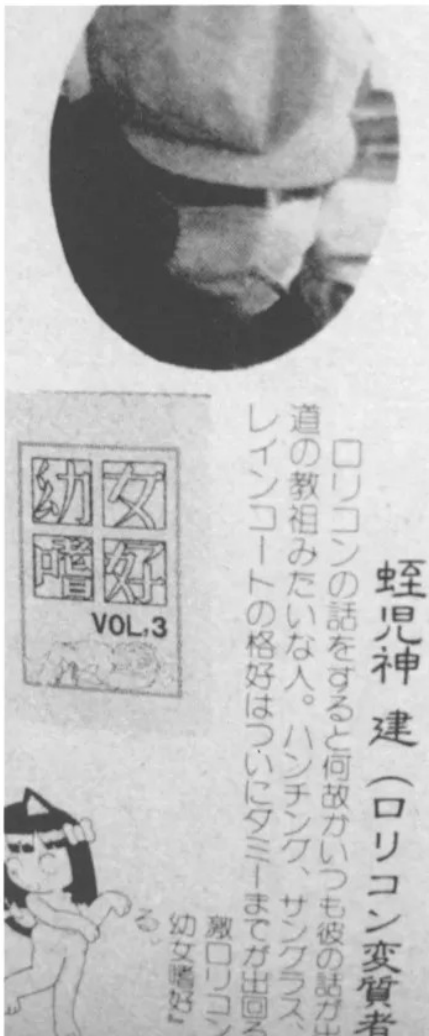 蛭児神 建（ロリコン変質者
ロリコンの話をすると何故かいつも彼の話が出
道の教祖みたいな人。ハンチング、サングラス、
レインコートの格好はついにダミーまでが出回る
激ロリコン
幼女嗜好』
る。
幼女
嗜好
VOL.3